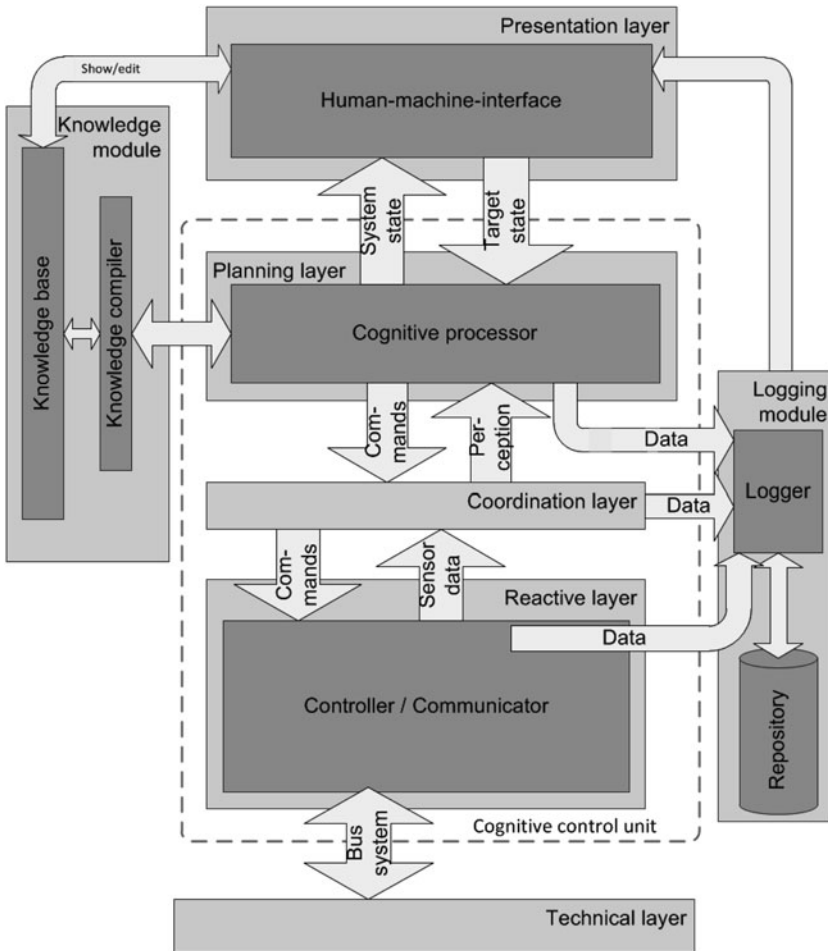 Presentation layer
Show/edit
Human-machine-interface
Knowledge
module
System
state
Target
state
Planning layer
Knowledge base
Knowledge compiler
Cognitive processor
Logging
module
Com-
mands
Per-
ception
Data
Logger
Coordination layer
Data
Com-
mands
Sensor
data
Reactive layer
Data
Controller / Communicator
Repository
Bus
system
Cognitive control unit
Technical layer